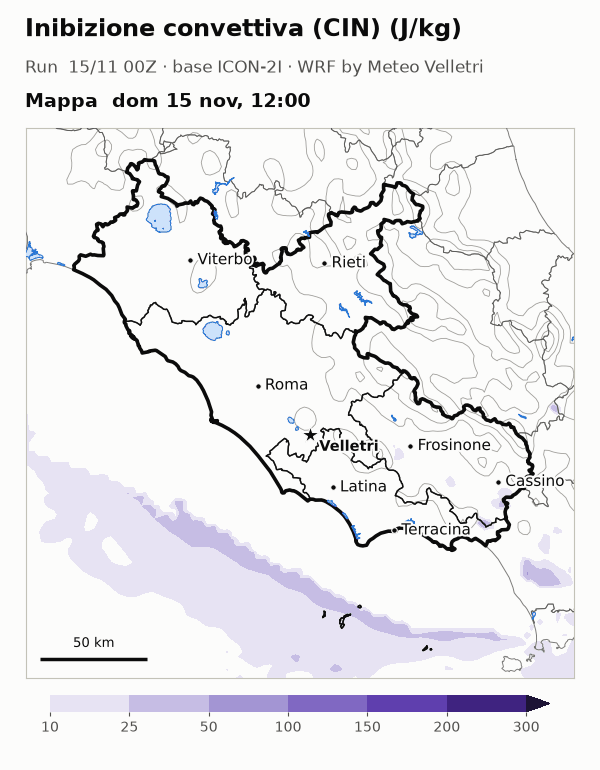 Inibizione convettiva (CIN) (J/kg)
Run 15/11 00Z · base ICON-2I · WRF by Meteo Velletri
Mappa dom 15 nov, 12:00
Viterbo
Rieti
Roma
Velletri
Frosinone
Cassino
Latina
Terracina
50 km
10 25 50 100 150 200 300